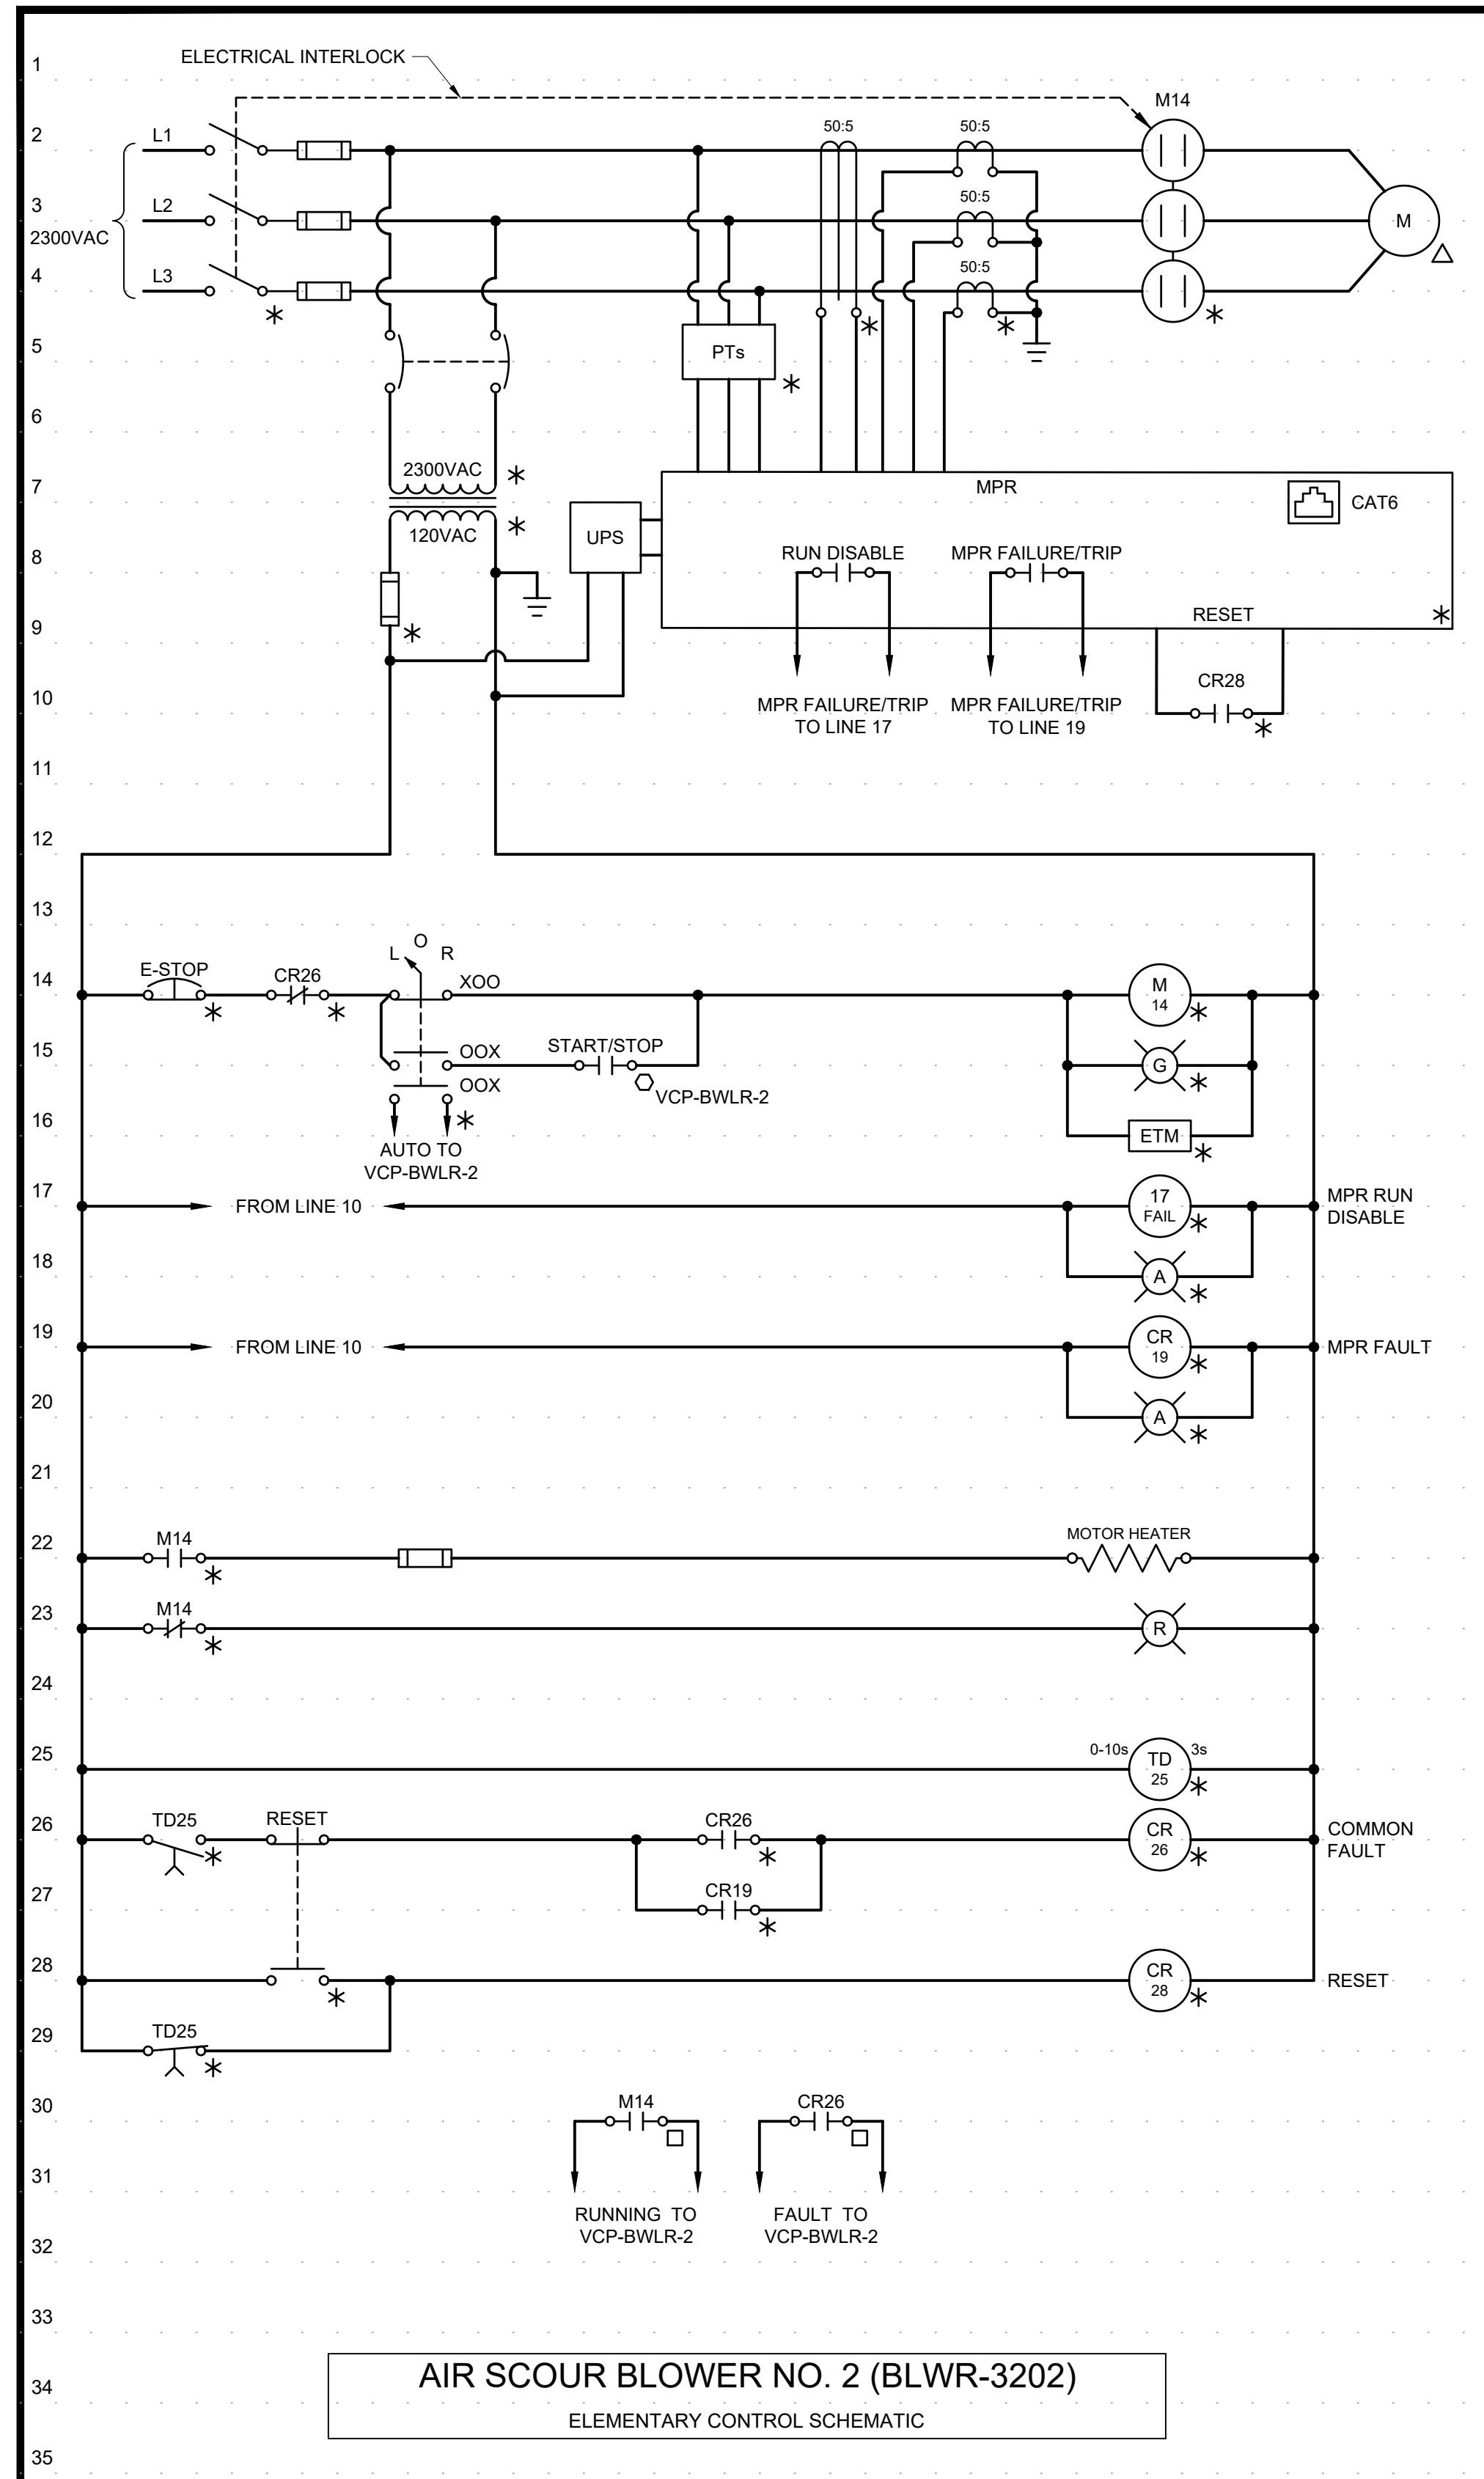 1
ELECTRICAL INTERLOCK
M14
2
L1
50:5
50:5
3
L2
50:5
M
2300VAC
4
L3
50:5
5
PTs
6
7
2300VAC
MPR
CAT6
120VAC
UPS
8
RUN DISABLE
MPR FAILURE/TRIP
9
RESET
10
MPR FAILURE/TRIP
TO LINE 17
MPR FAILURE/TRIP
TO LINE 19
CR28
11
12
13
L O R
14
E-STOP
CR26
XOO
M
14
15
OOX
START/STOP
G
OOX
VCP-BWLR-2
16
AUTO TO
VCP-BWLR-2
ETM
17
FROM LINE 10
17
FAIL
MPR RUN
DISABLE
18
A
19
FROM LINE 10
CR
19
MPR FAULT
20
A
21
22
M14
MOTOR HEATER
23
M14
R
24
25
0-10s
TD
25
3s
26
TD25
RESET
CR26
CR
26
COMMON
FAULT
27
CR19
28
CR
28
RESET
29
TD25
30
M14
CR26
31
RUNNING TO
VCP-BWLR-2
FAULT TO
VCP-BWLR-2
32
33
34
AIR SCOUR BLOWER NO. 2 (BLWR-3202)
ELEMENTARY CONTROL SCHEMATIC
35